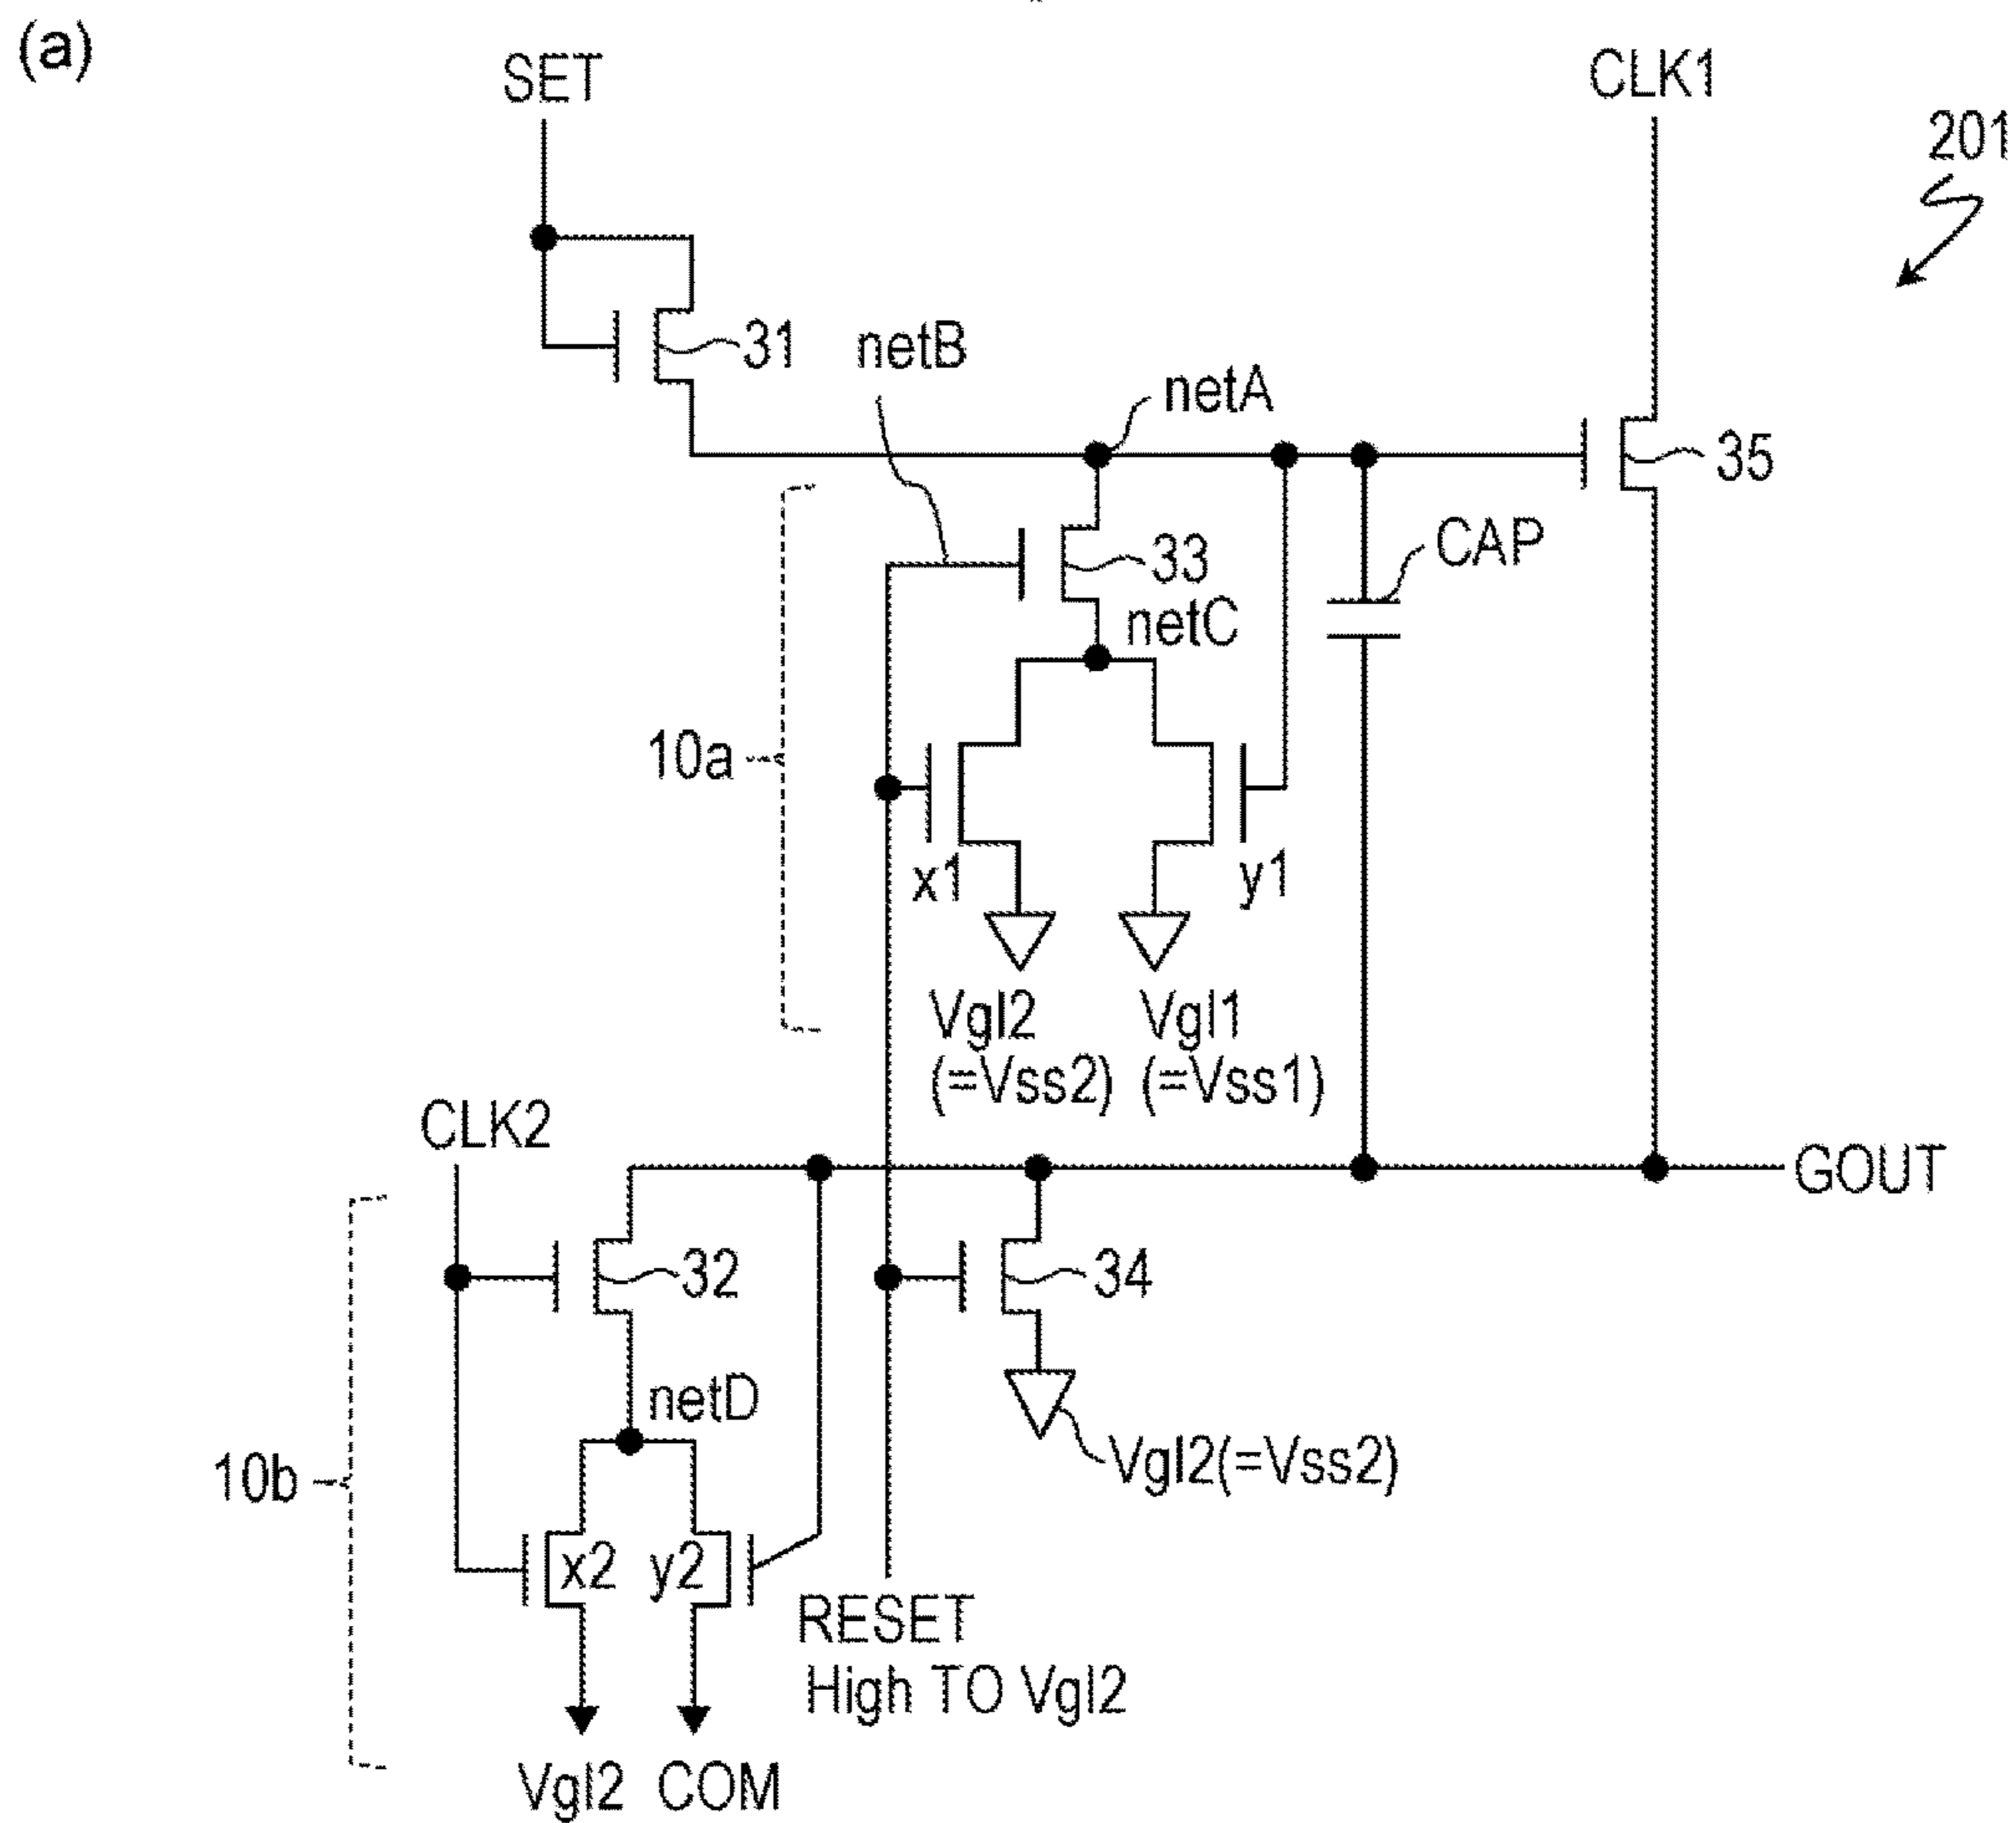 (a)
SET
CLK1
201
31
netB
netA
35
CAP
33
netC
10a
x1
y1
Vgl2
(=Vss2)
Vgl1
(=Vss1)
CLK2
GOUT
32
34
netD
Vgl2(=Vss2)
10b
x2
y2
RESET
High TO Vgl2
Vgl2
COM